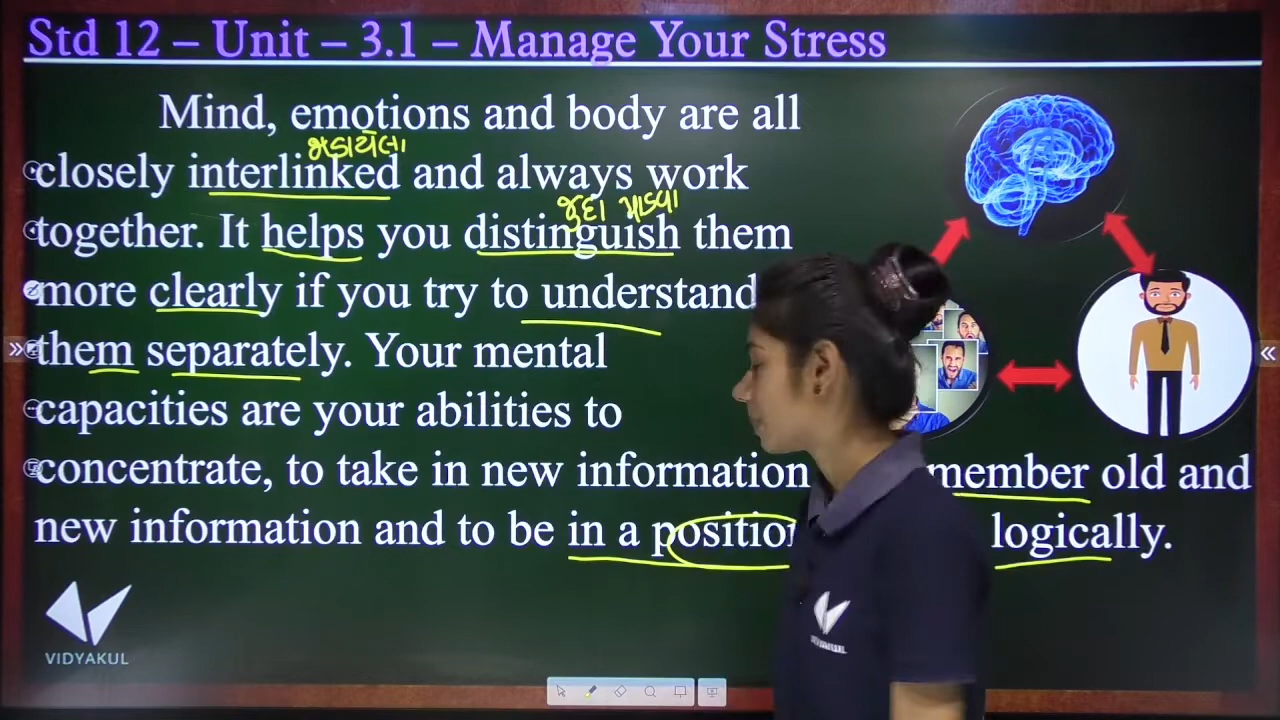 Std 12 – Unit – 3.1 – Manage Your Stress
Mind, emotions and body are all
જોડાયેલા
closely interlinked and always work
જુદા પાડવા
together. It helps you distinguish them
more clearly if you try to understand
them separately. Your mental
capacities are your abilities to
concentrate, to take in new information
member old and
new information and to be in a position logically.
VIDYAKUL
VIDYAKUL